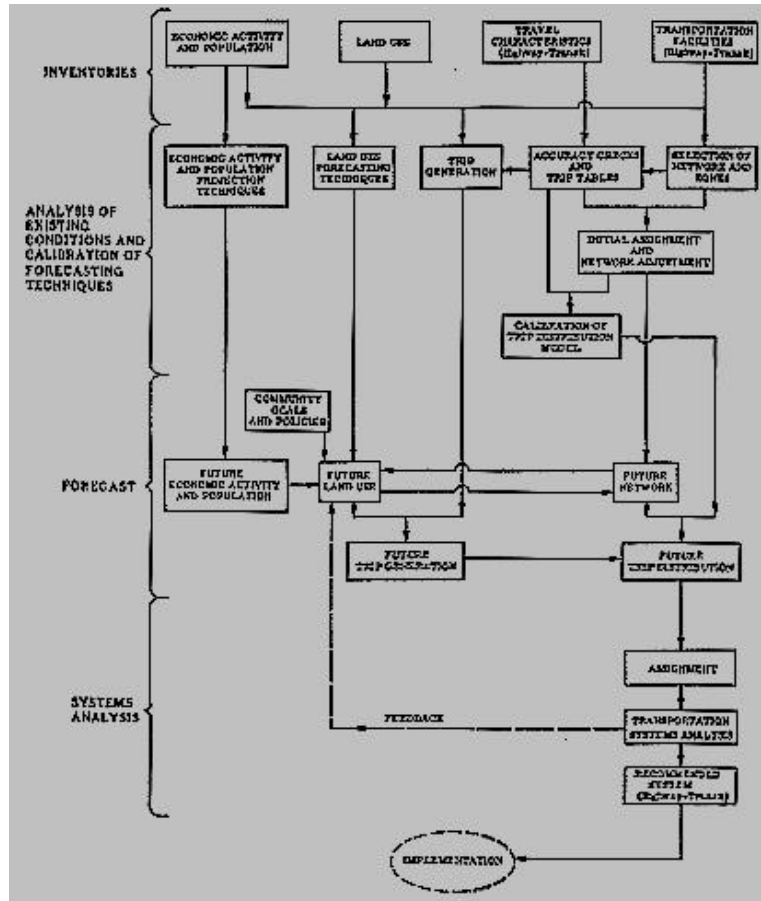 ECONOMIC ACTIVITY
AND POPULATION
LAND USE
TRAVEL
CHARACTERISTICS
(Highway-Transit)
TRANSPORTATION
FACILITIES
(Highway-Transit)
INVENTORIES
ECONOMIC ACTIVITY
AND POPULATION
PROJECTION
TECHNIQUES
LAND USE
FORECASTING
TECHNIQUES
TRIP
GENERATION
ACCURACY CHECKS
AND
TRIP TABLES
SELECTION OF
NETWORK AND
ZONES
ANALYSIS OF
EXISTING
CONDITIONS AND
CALIBRATION OF
FORECASTING
TECHNIQUES
INITIAL ASSIGNMENT
AND
NETWORK ADJUSTMENT
CALIBRATION OF
TRIP DISTRIBUTION
MODEL
COMMUNITY
GOALS
AND POLICIES
FORECAST
FUTURE
ECONOMIC ACTIVITY
AND POPULATION
FUTURE
LAND USE
FUTURE
NETWORK
FUTURE
TRIP GENERATION
FUTURE
TRIP DISTRIBUTION
ASSIGNMENT
SYSTEMS
ANALYSIS
FEEDBACK
TRANSPORTATION
SYSTEMS ANALYSIS
RECOMMENDED
SYSTEM
(Highway-Transit)
IMPLEMENTATION